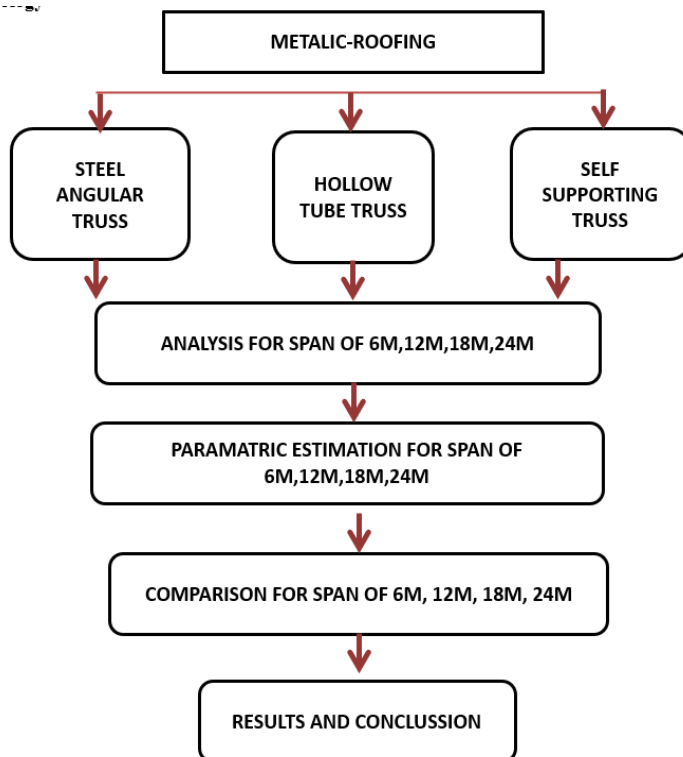 METALIC-ROOFING
STEEL
ANGULAR
TRUSS
HOLLOW
TUBE TRUSS
SELF
SUPPORTING
TRUSS
ANALYSIS FOR SPAN OF 6M,12M,18M,24M
PARAMATRIC ESTIMATION FOR SPAN OF
6M,12M,18M,24M
COMPARISON FOR SPAN OF 6M, 12M, 18M, 24M
RESULTS AND CONCLUSSION